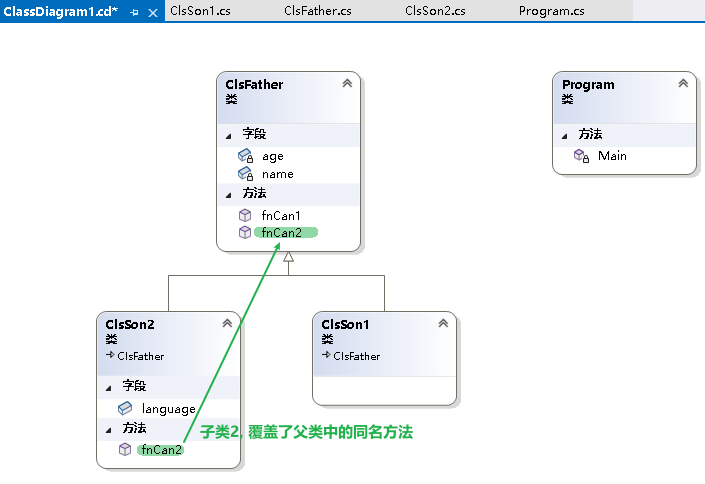 ClassDiagram1.cd* ClsSon1.cs ClsFather.cs ClsSon2.cs Program.cs
ClsFather
类
字段
age
name
方法
fnCan1
fnCan2
Program
类
方法
Main
ClsSon2
类
ClsFather
字段
language
方法
fnCan2
ClsSon1
类
ClsFather
子类2, 覆盖了父类中的同名方法